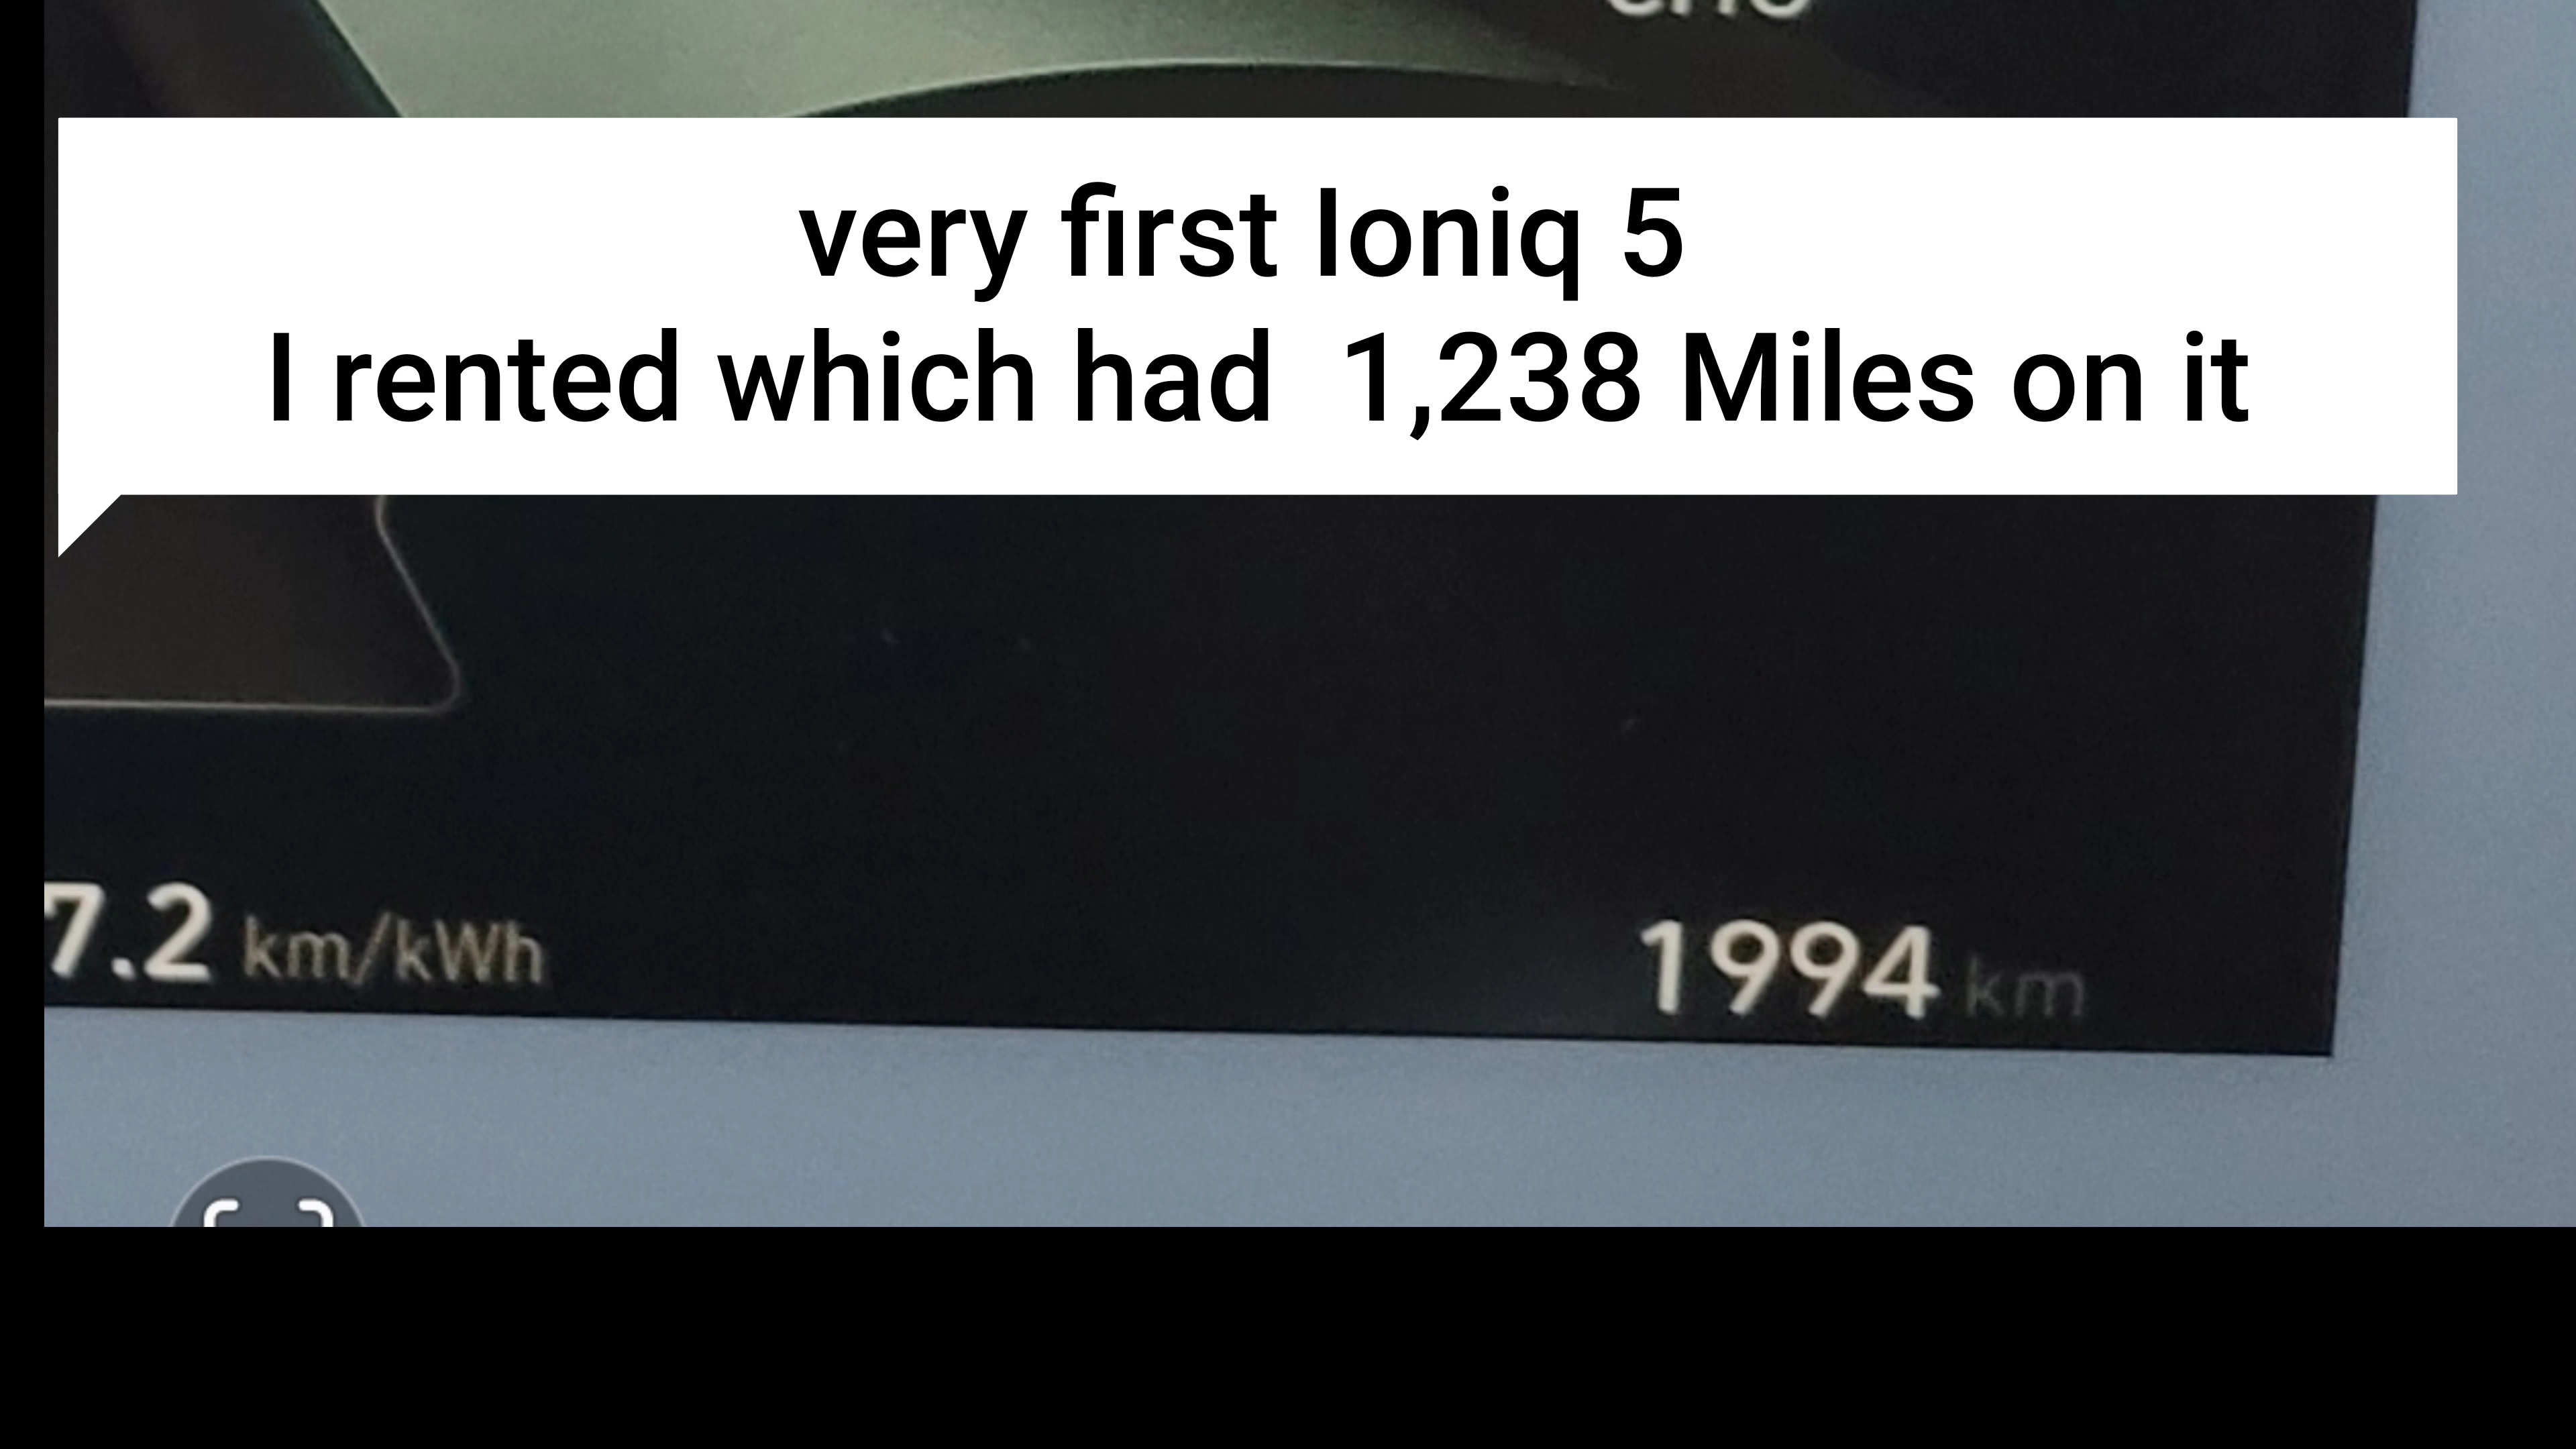 very first Ioniq 5
I rented which had  1,238 Miles on it
7.2 km/kWh
1994 km